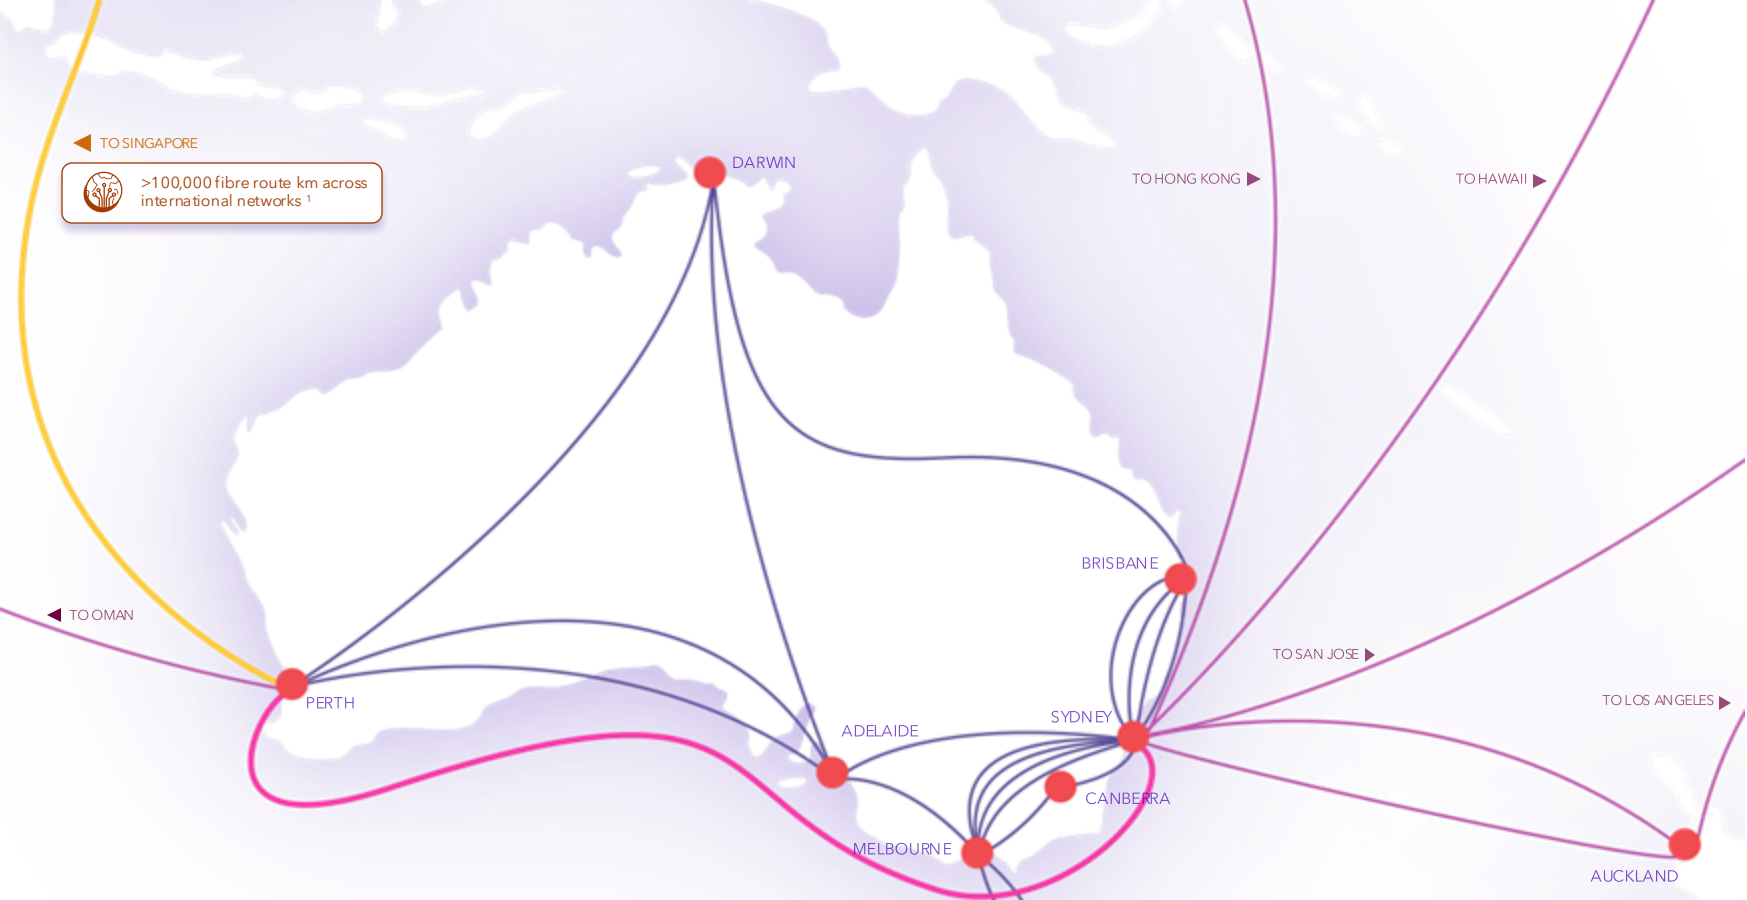 TO SINGAPORE
>100,000 fibre route km across
international networks ¹
DARWIN
TO HONG KONG
TO HAWAII
BRISBANE
TO OMAN
TO SAN JOSE
PERTH
TO LOS ANGELES
SYDNEY
ADELAIDE
CANBERRA
MELBOURNE
AUCKLAND